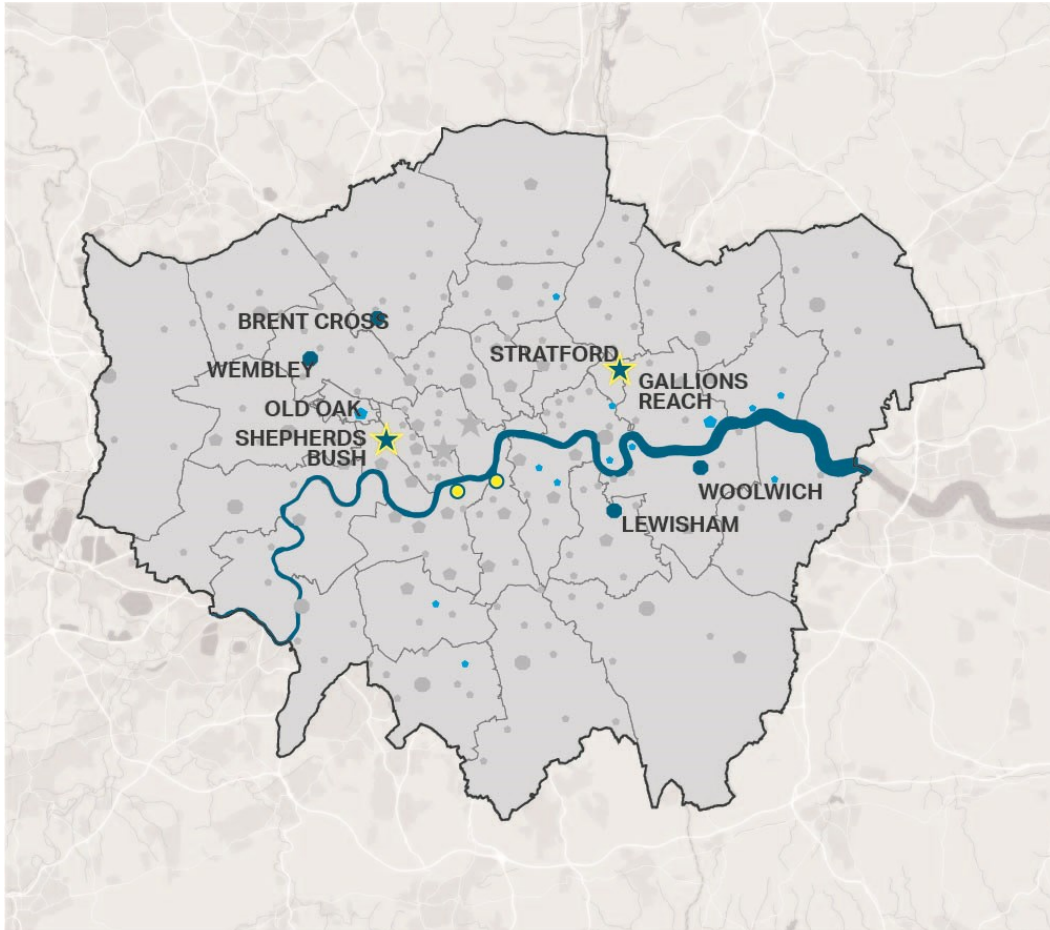 BRENT CROSS
STRATFORD
WEMBLEY
GALLIONS
REACH
OLD OAK
SHEPHERDS
BUSH
WOOLWICH
LEWISHAM